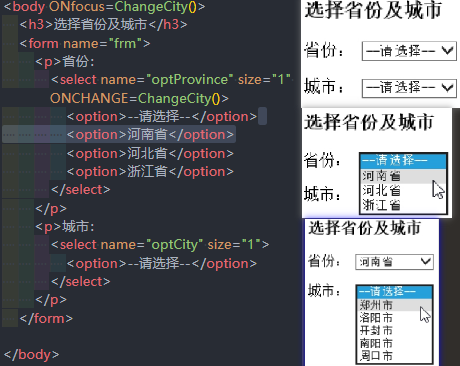 <body ONfocus=ChangeCity()>
<h3>选择省份及城市</h3>
<form name="frm">
<p>省份:
<select name="optProvince" size="1"
ONCHANGE=ChangeCity()>
<option>--请选择--</option>
<option>河南省</option>
<option>河北省</option>
<option>浙江省</option>
</select>
</p>
<p>城市:
<select name="optCity" size="1">
<option>--请选择--</option>
</select>
</p>
</form>
</body>
选择省份及城市
省份： --请选择--
城市： --请选择--
选择省份及城市
省份： --请选择--
河南省
城市： 河北省
浙江省
选择省份及城市
省份： 河南省
城市： --请选择--
郑州市
洛阳市
开封市
南阳市
周口市